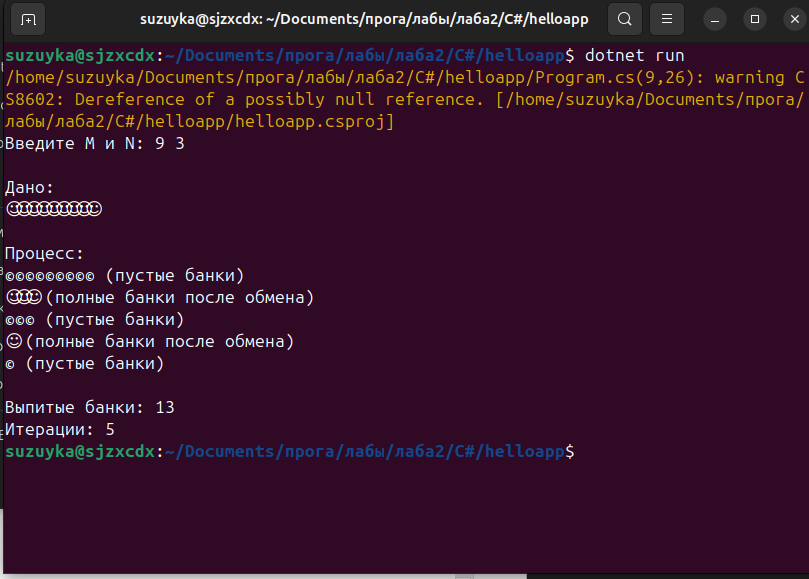 suzuyka@sjzxcdx: ~/Documents/прога/лабы/лаба2/C#/helloapp
suzuyka@sjzxcdx:~/Documents/прога/лабы/лаба2/C#/helloapp$ dotnet run
/home/suzuyka/Documents/прога/лабы/лаба2/C#/helloapp/Program.cs(9,26): warning C
S8602: Dereference of a possibly null reference. [/home/suzuyka/Documents/прога/
лабы/лаба2/C#/helloapp/helloapp.csproj]
Введите M и N: 9 3
Дано:
☺☺☺☺☺☺☺☺☺
Процесс:
©©©©©©©©© (пустые банки)
☺☺☺(полные банки после обмена)
©©© (пустые банки)
☺(полные банки после обмена)
© (пустые банки)
Выпитые банки: 13
Итерации: 5
suzuyka@sjzxcdx:~/Documents/прога/лабы/лаба2/C#/helloapp$